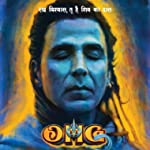 रख विश्वास, तू है शिव का दास
OMG